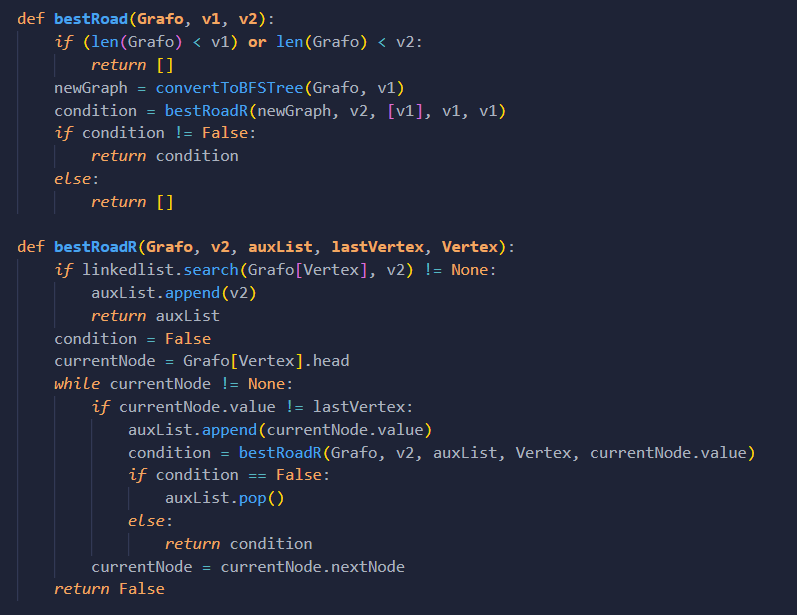 def bestRoad(Grafo, v1, v2):
    if (len(Grafo) < v1) or len(Grafo) < v2:
        return []
    newGraph = convertToBFSTree(Grafo, v1)
    condition = bestRoadR(newGraph, v2, [v1], v1, v1)
    if condition != False:
        return condition
    else:
        return []

def bestRoadR(Grafo, v2, auxList, lastVertex, Vertex):
    if linkedlist.search(Grafo[Vertex], v2) != None:
        auxList.append(v2)
        return auxList
    condition = False
    currentNode = Grafo[Vertex].head
    while currentNode != None:
        if currentNode.value != lastVertex:
            auxList.append(currentNode.value)
            condition = bestRoadR(Grafo, v2, auxList, Vertex, currentNode.value)
            if condition == False:
                auxList.pop()
            else:
                return condition
        currentNode = currentNode.nextNode
    return False